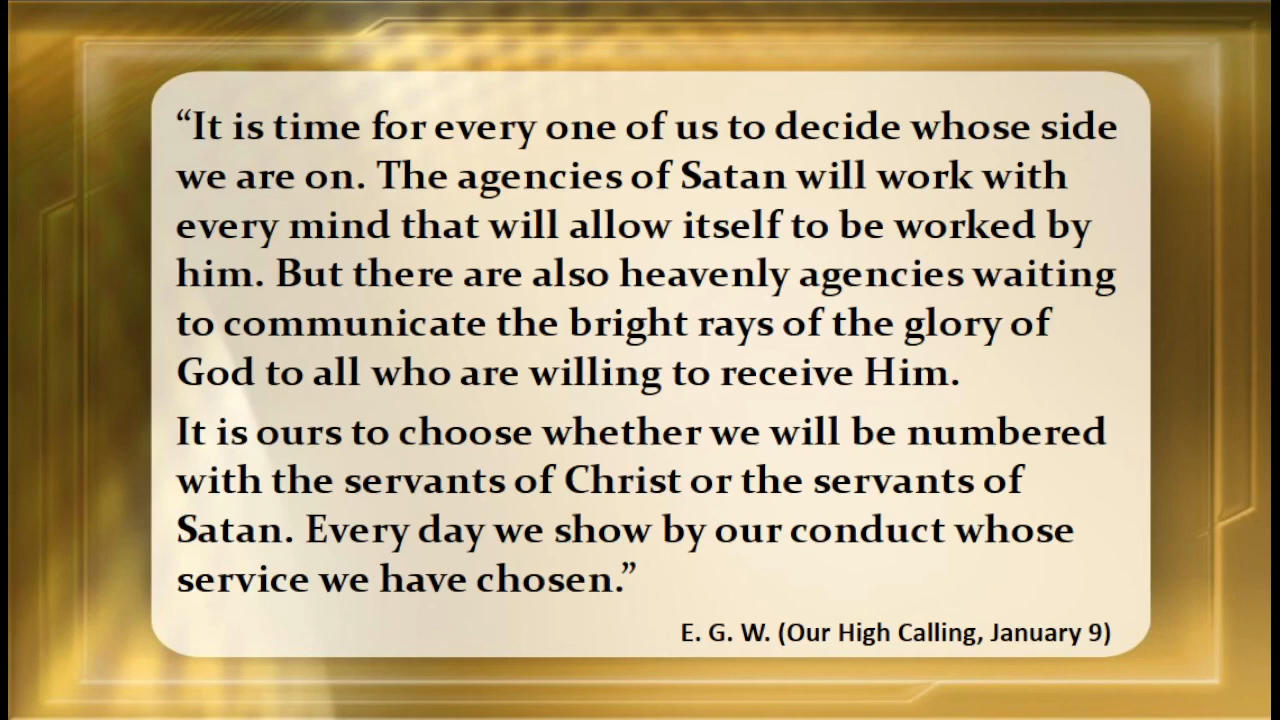 “It is time for every one of us to decide whose side
we are on. The agencies of Satan will work with
every mind that will allow itself to be worked by
him. But there are also heavenly agencies waiting
to communicate the bright rays of the glory of
God to all who are willing to receive Him.
It is ours to choose whether we will be numbered
with the servants of Christ or the servants of
Satan. Every day we show by our conduct whose
service we have chosen.”
E. G. W. (Our High Calling, January 9)